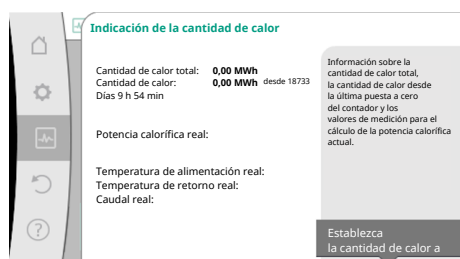 Indicación de la cantidad de calor
Cantidad de calor total: 0,00 MWh
Cantidad de calor: 0,00 MWh desde 18733
Días 9 h 54 min
Potencia calorífica real:
Temperatura de alimentación real:
Temperatura de retorno real:
Caudal real:
Información sobre la
cantidad de calor total,
la cantidad de calor desde
la última puesta a cero
del contador y los
valores de medición para el
cálculo de la potencia calorífica
actual.
Establezca
la cantidad de calor a